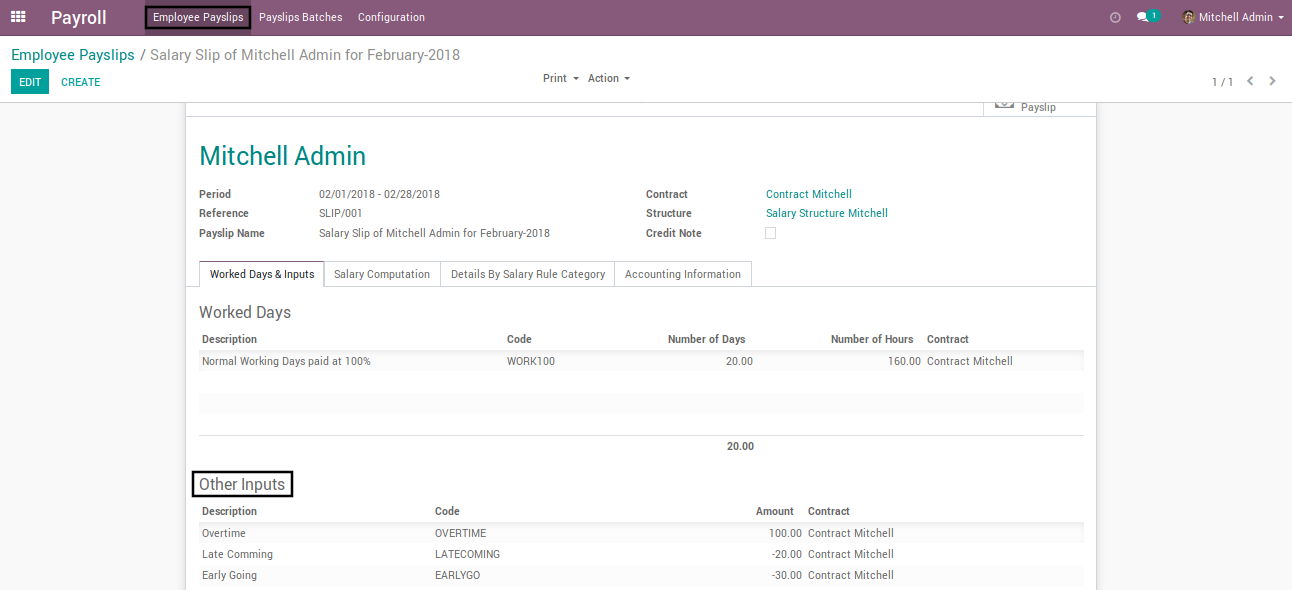 Payroll Employee Payslips Payslips Batches Configuration 1 Mitchell Admin
Employee Payslips / Salary Slip of Mitchell Admin for February-2018
EDIT CREATE Print Action 1 / 1
Payslip
Mitchell Admin
Period 02/01/2018 - 02/28/2018 Contract Contract Mitchell
Reference SLIP/001 Structure Salary Structure Mitchell
Payslip Name Salary Slip of Mitchell Admin for February-2018 Credit Note
Worked Days & Inputs Salary Computation Details By Salary Rule Category Accounting Information
Worked Days
Description Code Number of Days Number of Hours Contract
Normal Working Days paid at 100% WORK100 20.00 160.00 Contract Mitchell
20.00
Other Inputs
Description Code Amount Contract
Overtime OVERTIME 100.00 Contract Mitchell
Late Comming LATECOMING -20.00 Contract Mitchell
Early Going EARLYGO -30.00 Contract Mitchell